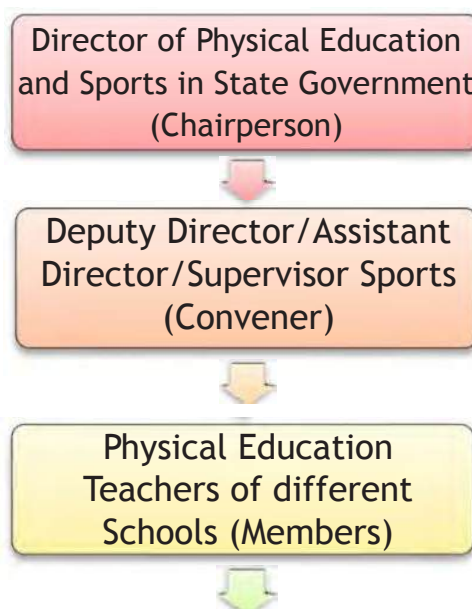 Director of Physical Education
and Sports in State Government
(Chairperson)
Deputy Director/Assistant
Director/Supervisor Sports
(Convener)
Physical Education
Teachers of different
Schools (Members)